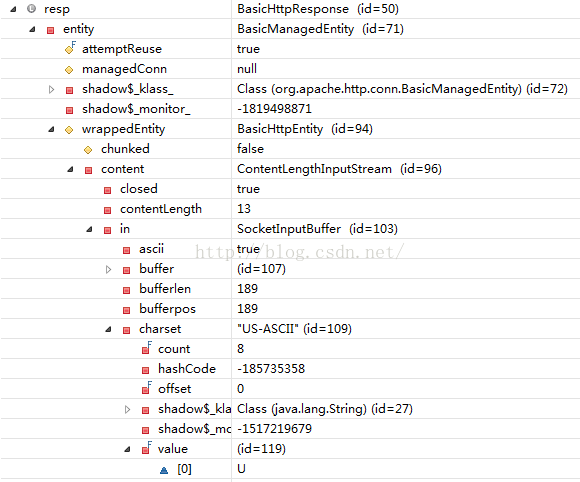 resp BasicHttpResponse (id=50)
entity BasicManagedEntity (id=71)
attemptReuse true
managedConn null
shadow$_klass_ Class (org.apache.http.conn.BasicManagedEntity) (id=72)
shadow$_monitor_ -1819498871
wrappedEntity BasicHttpEntity (id=94)
chunked false
content ContentLengthInputStream (id=96)
closed true
contentLength 13
in SocketInputBuffer (id=103)
ascii true
http://blog.csdn.net/
buffer (id=107)
bufferlen 189
bufferpos 189
charset "US-ASCII" (id=109)
count 8
hashCode -185735358
offset 0
shadow$_kla Class (java.lang.String) (id=27)
shadow$_mc -1517219679
value (id=119)
[0] U